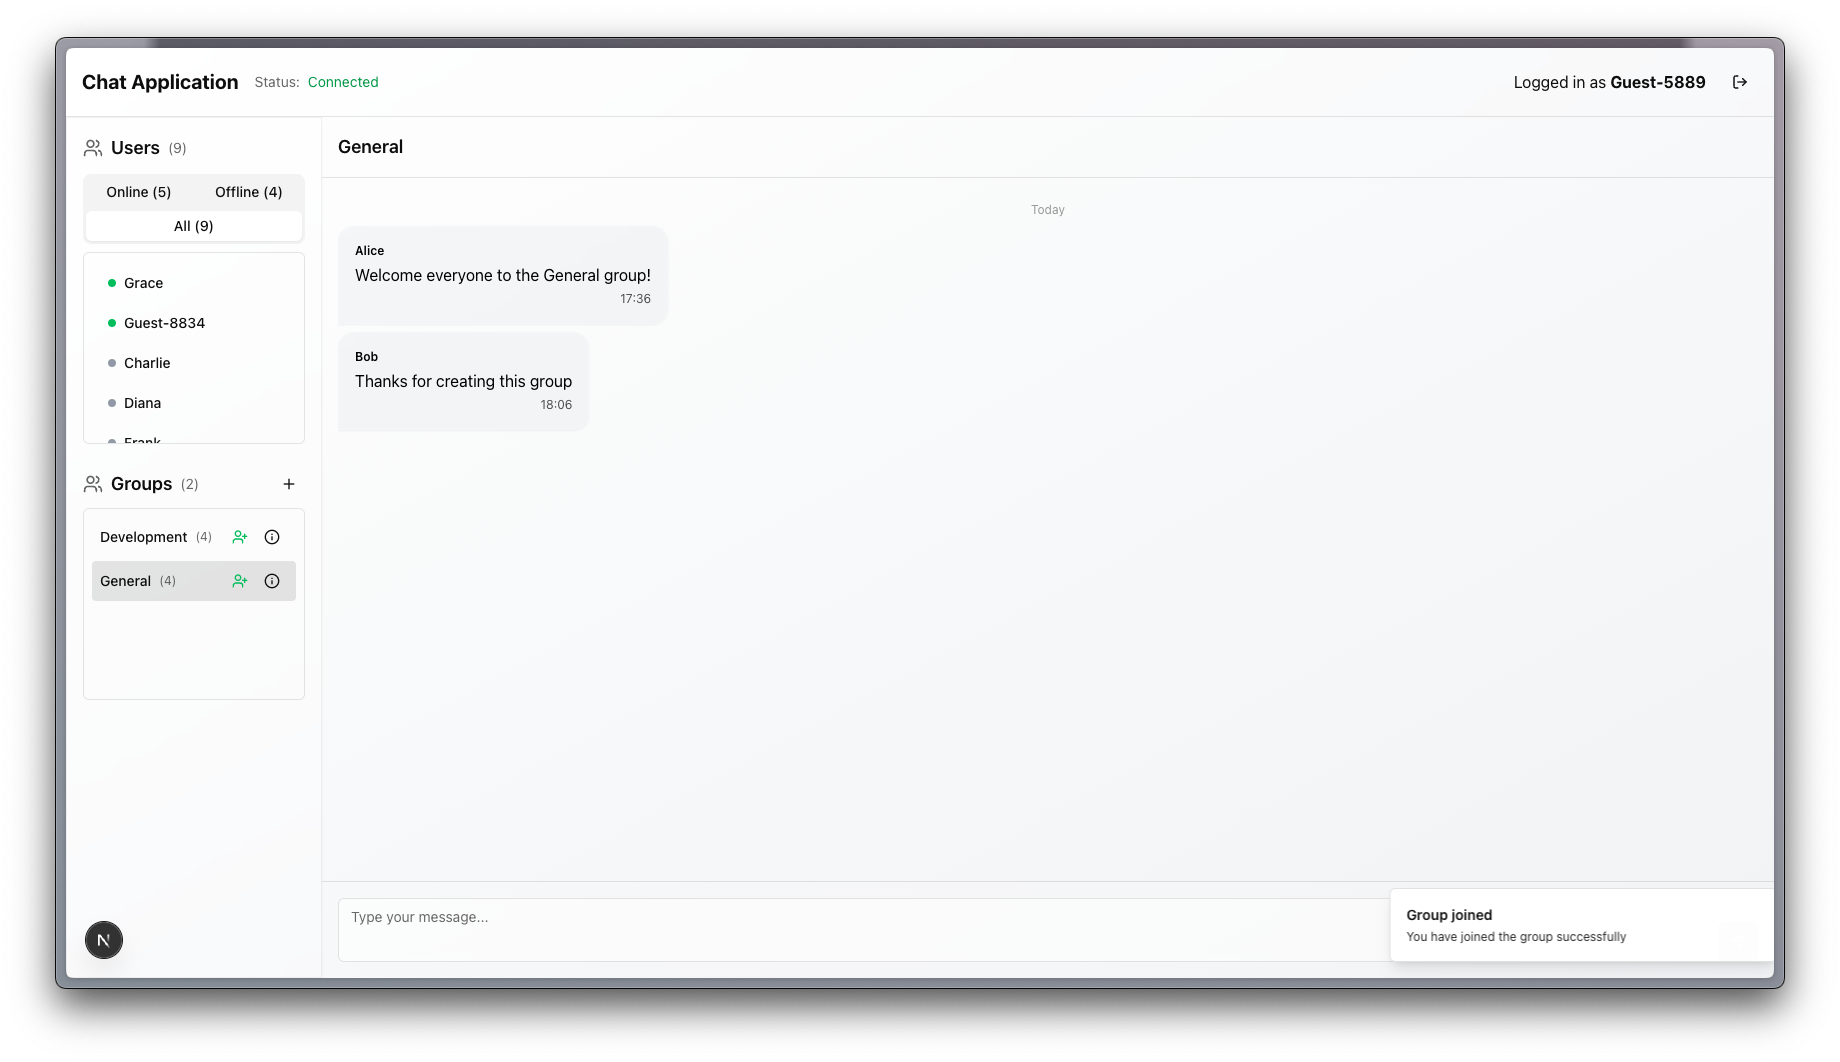 Chat Application Status: Connected
Logged in as Guest-5889
Users (9)
Online (5) Offline (4)
All (9)
Grace
Guest-8834
Charlie
Diana
Frank
Groups (2)
Development (4)
General (4)
N
General
Today
Alice
Welcome everyone to the General group!
17:36
Bob
Thanks for creating this group
18:06
Type your message...
Group joined
You have joined the group successfully